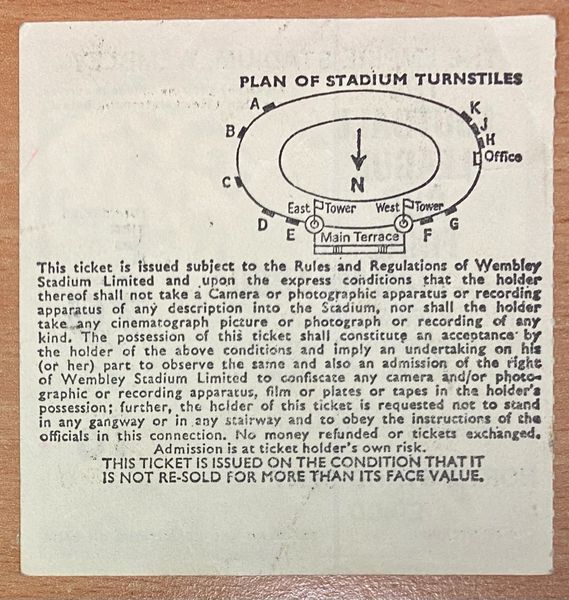 PLAN OF STADIUM TURNSTILES
A
K
B
J
H
L Office
C
N
East Tower
West Tower
D
E
Main Terrace
F
G
This ticket is issued subject to the Rules and Regulations of Wembley
Stadium Limited and upon the express conditions that the holder
thereof shall not take a Camera or photographic apparatus or recording
apparatus of any description into the Stadium, nor shall the holder
take any cinematograph picture or photograph or recording of any
kind. The possession of this ticket shall constitute an acceptance by
the holder of the above conditions and imply an undertaking on his
(or her) part to observe the same and also an admission of the right
of Wembley Stadium Limited to confiscate any camera and/or photo-
graphic or recording apparatus, film or plates or tapes in the holder's
possession; further, the holder of this ticket is requested not to stand
in any gangway or in any stairway and to obey the instructions of the
officials in this connection. No money refunded or tickets exchanged.
Admission is at ticket holder's own risk.
THIS TICKET IS ISSUED ON THE CONDITION THAT IT
IS NOT RE-SOLD FOR MORE THAN ITS FACE VALUE.